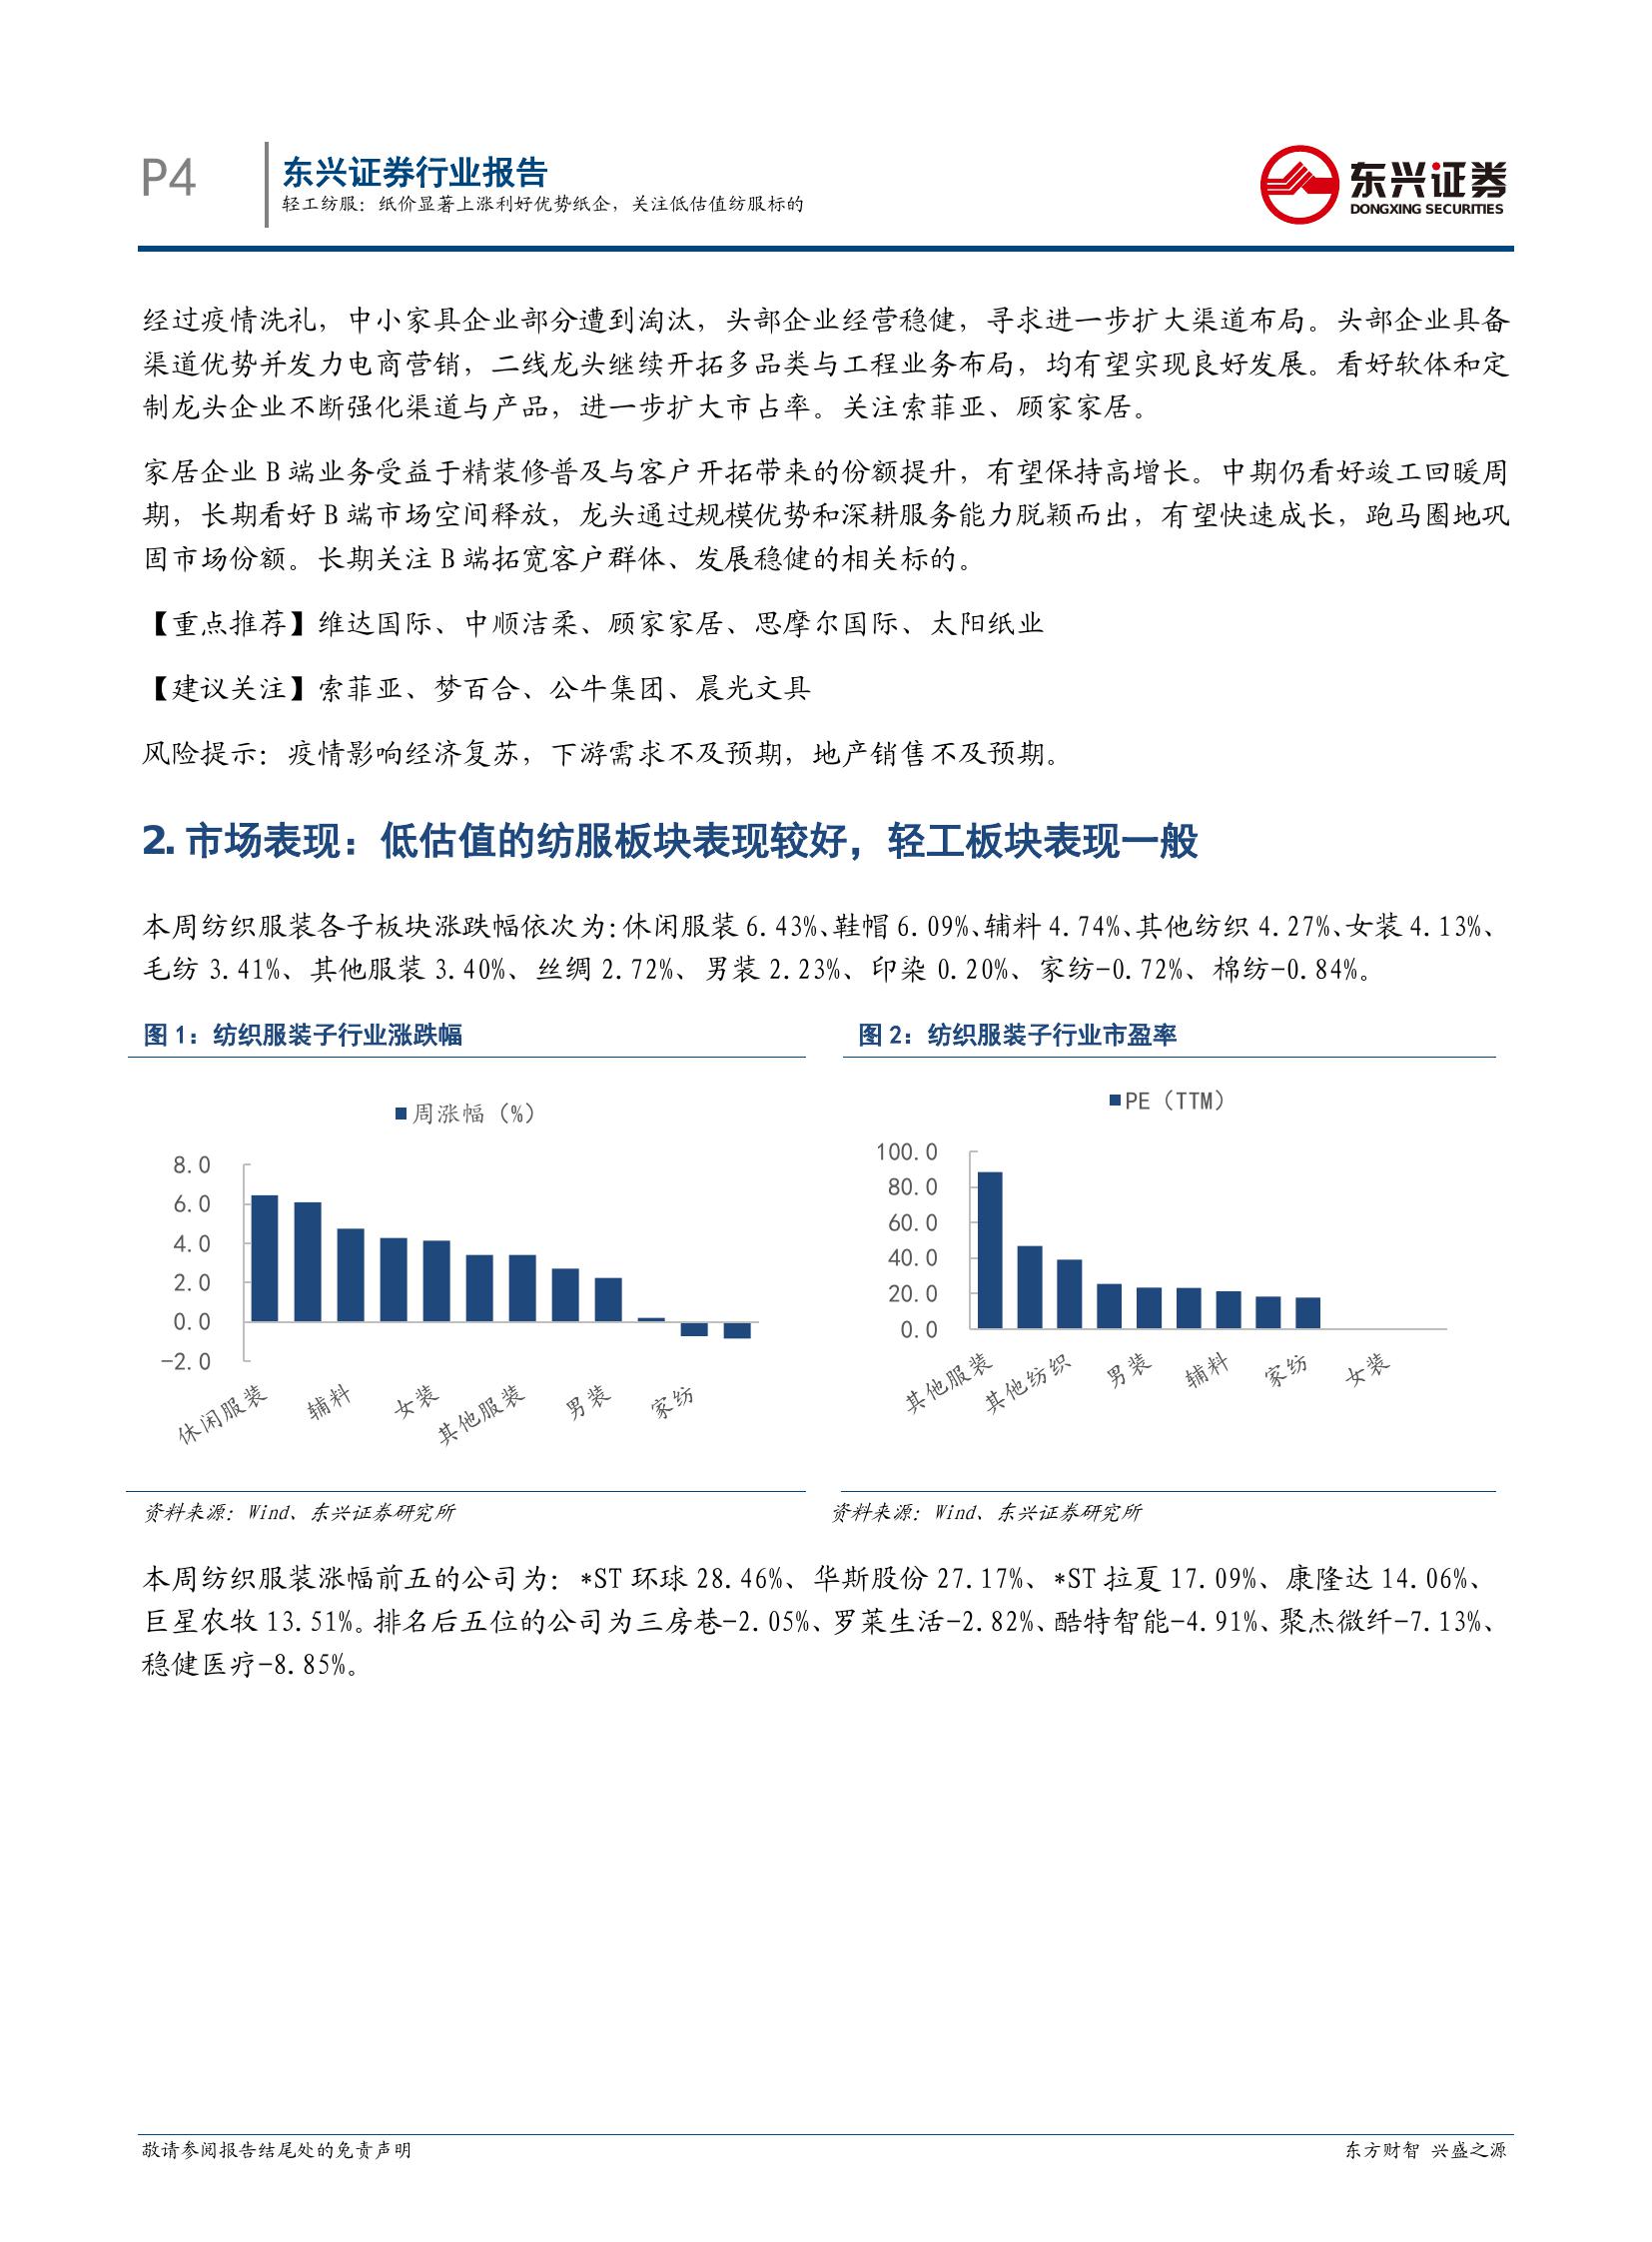 P4
东兴证券行业报告
轻工纺服：纸价显著上涨利好优势纸企，关注低估值纺服标的
东兴证券
DONGXING SECURITIES
经过疫情洗礼，中小家具企业部分遭到淘汰，头部企业经营稳健，寻求进一步扩大渠道布局。头部企业具备
渠道优势并发力电商营销，二线龙头继续开拓多品类与工程业务布局，均有望实现良好发展。看好软体和定
制龙头企业不断强化渠道与产品，进一步扩大市占率。关注索菲亚、顾家家居。
家居企业 B 端业务受益于精装修普及与客户开拓带来的份额提升，有望保持高增长。中期仍看好竣工回暖周
期，长期看好 B 端市场空间释放，龙头通过规模优势和深耕服务能力脱颖而出，有望快速成长，跑马圈地巩
固市场份额。长期关注 B 端拓宽客户群体、发展稳健的相关标的。
【重点推荐】维达国际、中顺洁柔、顾家家居、思摩尔国际、太阳纸业
【建议关注】索菲亚、梦百合、公牛集团、晨光文具
风险提示：疫情影响经济复苏，下游需求不及预期，地产销售不及预期。
2. 市场表现：低估值的纺服板块表现较好，轻工板块表现一般
本周纺织服装各子板块涨跌幅依次为：休闲服装 6.43%、鞋帽 6.09%、辅料 4.74%、其他纺织 4.27%、女装 4.13%、
毛纺 3.41%、其他服装 3.40%、丝绸 2.72%、男装 2.23%、印染 0.20%、家纺-0.72%、棉纺-0.84%。
图 1：纺织服装子行业涨跌幅
周涨幅（%）
8.0
6.0
4.0
2.0
0.0
-2.0
休闲服装
辅料
女装
其他服装
男装
家纺
资料来源：Wind、东兴证券研究所
图 2：纺织服装子行业市盈率
PE（TTM）
100.0
80.0
60.0
40.0
20.0
0.0
其他服装
其他纺织
男装
辅料
家纺
女装
资料来源：Wind、东兴证券研究所
本周纺织服装涨幅前五的公司为：*ST 环球 28.46%、华斯股份 27.17%、*ST 拉夏 17.09%、康隆达 14.06%、
巨星农牧 13.51%。排名后五位的公司为三房巷-2.05%、罗莱生活-2.82%、酷特智能-4.91%、聚杰微纤-7.13%、
稳健医疗-8.85%。
敬请参阅报告结尾处的免责声明
东方财智 兴盛之源